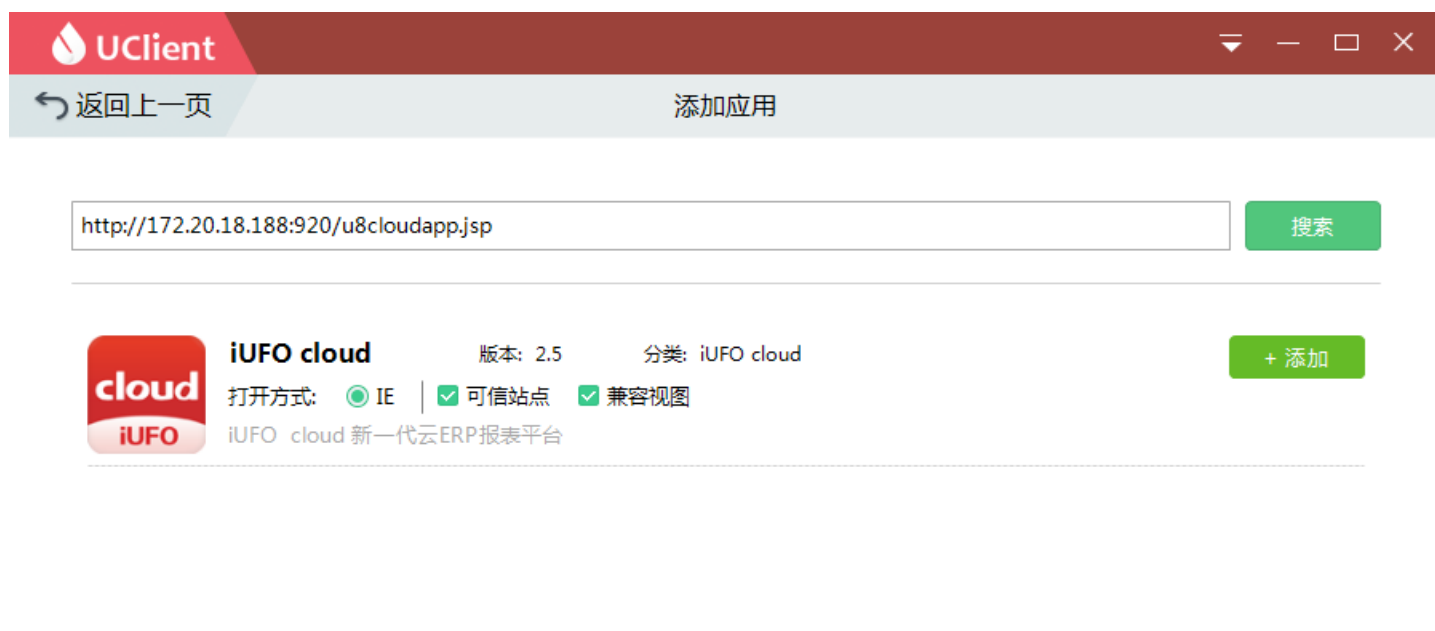 UClient
返回上一页 添加应用
http://172.20.18.188:920/u8cloudapp.jsp 搜索
iUFO cloud 版本: 2.5 分类: iUFO cloud + 添加
cloud
打开方式: IE 可信站点 兼容视图
iUFO
iUFO cloud 新一代云ERP报表平台